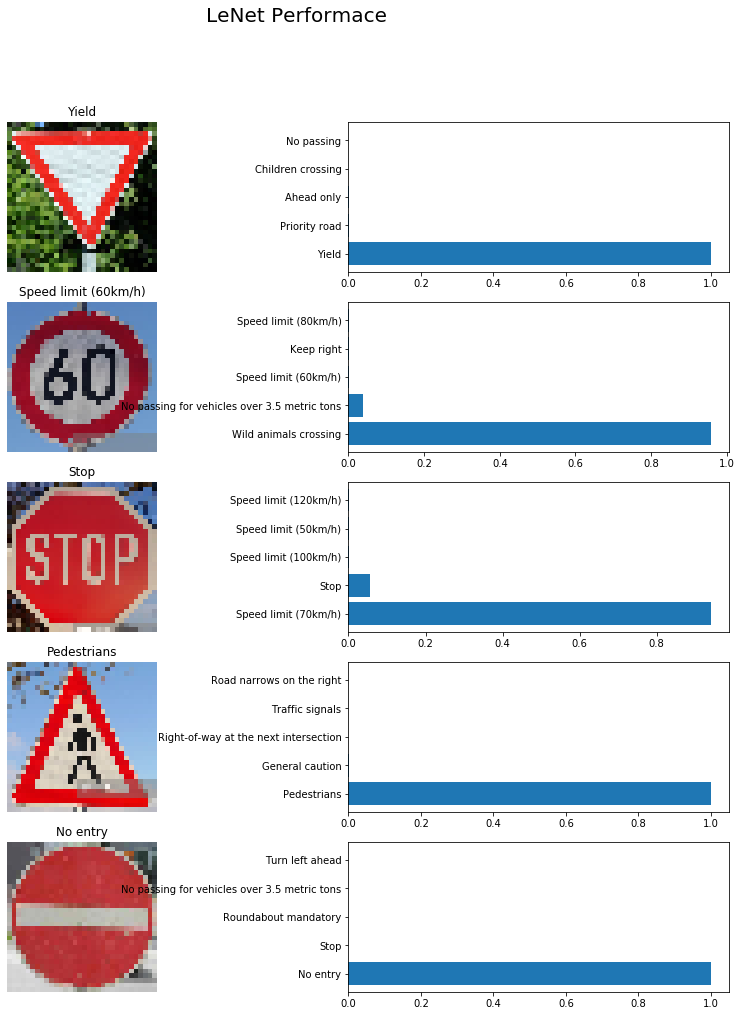 LeNet Performace
Yield
No passing
Children crossing
Ahead only
Priority road
Yield
0.0 0.2 0.4 0.6 0.8 1.0
Speed limit (60km/h)
60
Speed limit (80km/h)
Keep right
Speed limit (60km/h)
No passing for vehicles over 3.5 metric tons
Wild animals crossing
0.0 0.2 0.4 0.6 0.8 1.0
Stop
STOP
Speed limit (120km/h)
Speed limit (50km/h)
Speed limit (100km/h)
Stop
Speed limit (70km/h)
0.0 0.2 0.4 0.6 0.8
Pedestrians
Road narrows on the right
Traffic signals
Right-of-way at the next intersection
General caution
Pedestrians
0.0 0.2 0.4 0.6 0.8 1.0
No entry
Turn left ahead
No passing for vehicles over 3.5 metric tons
Roundabout mandatory
Stop
No entry
0.0 0.2 0.4 0.6 0.8 1.0